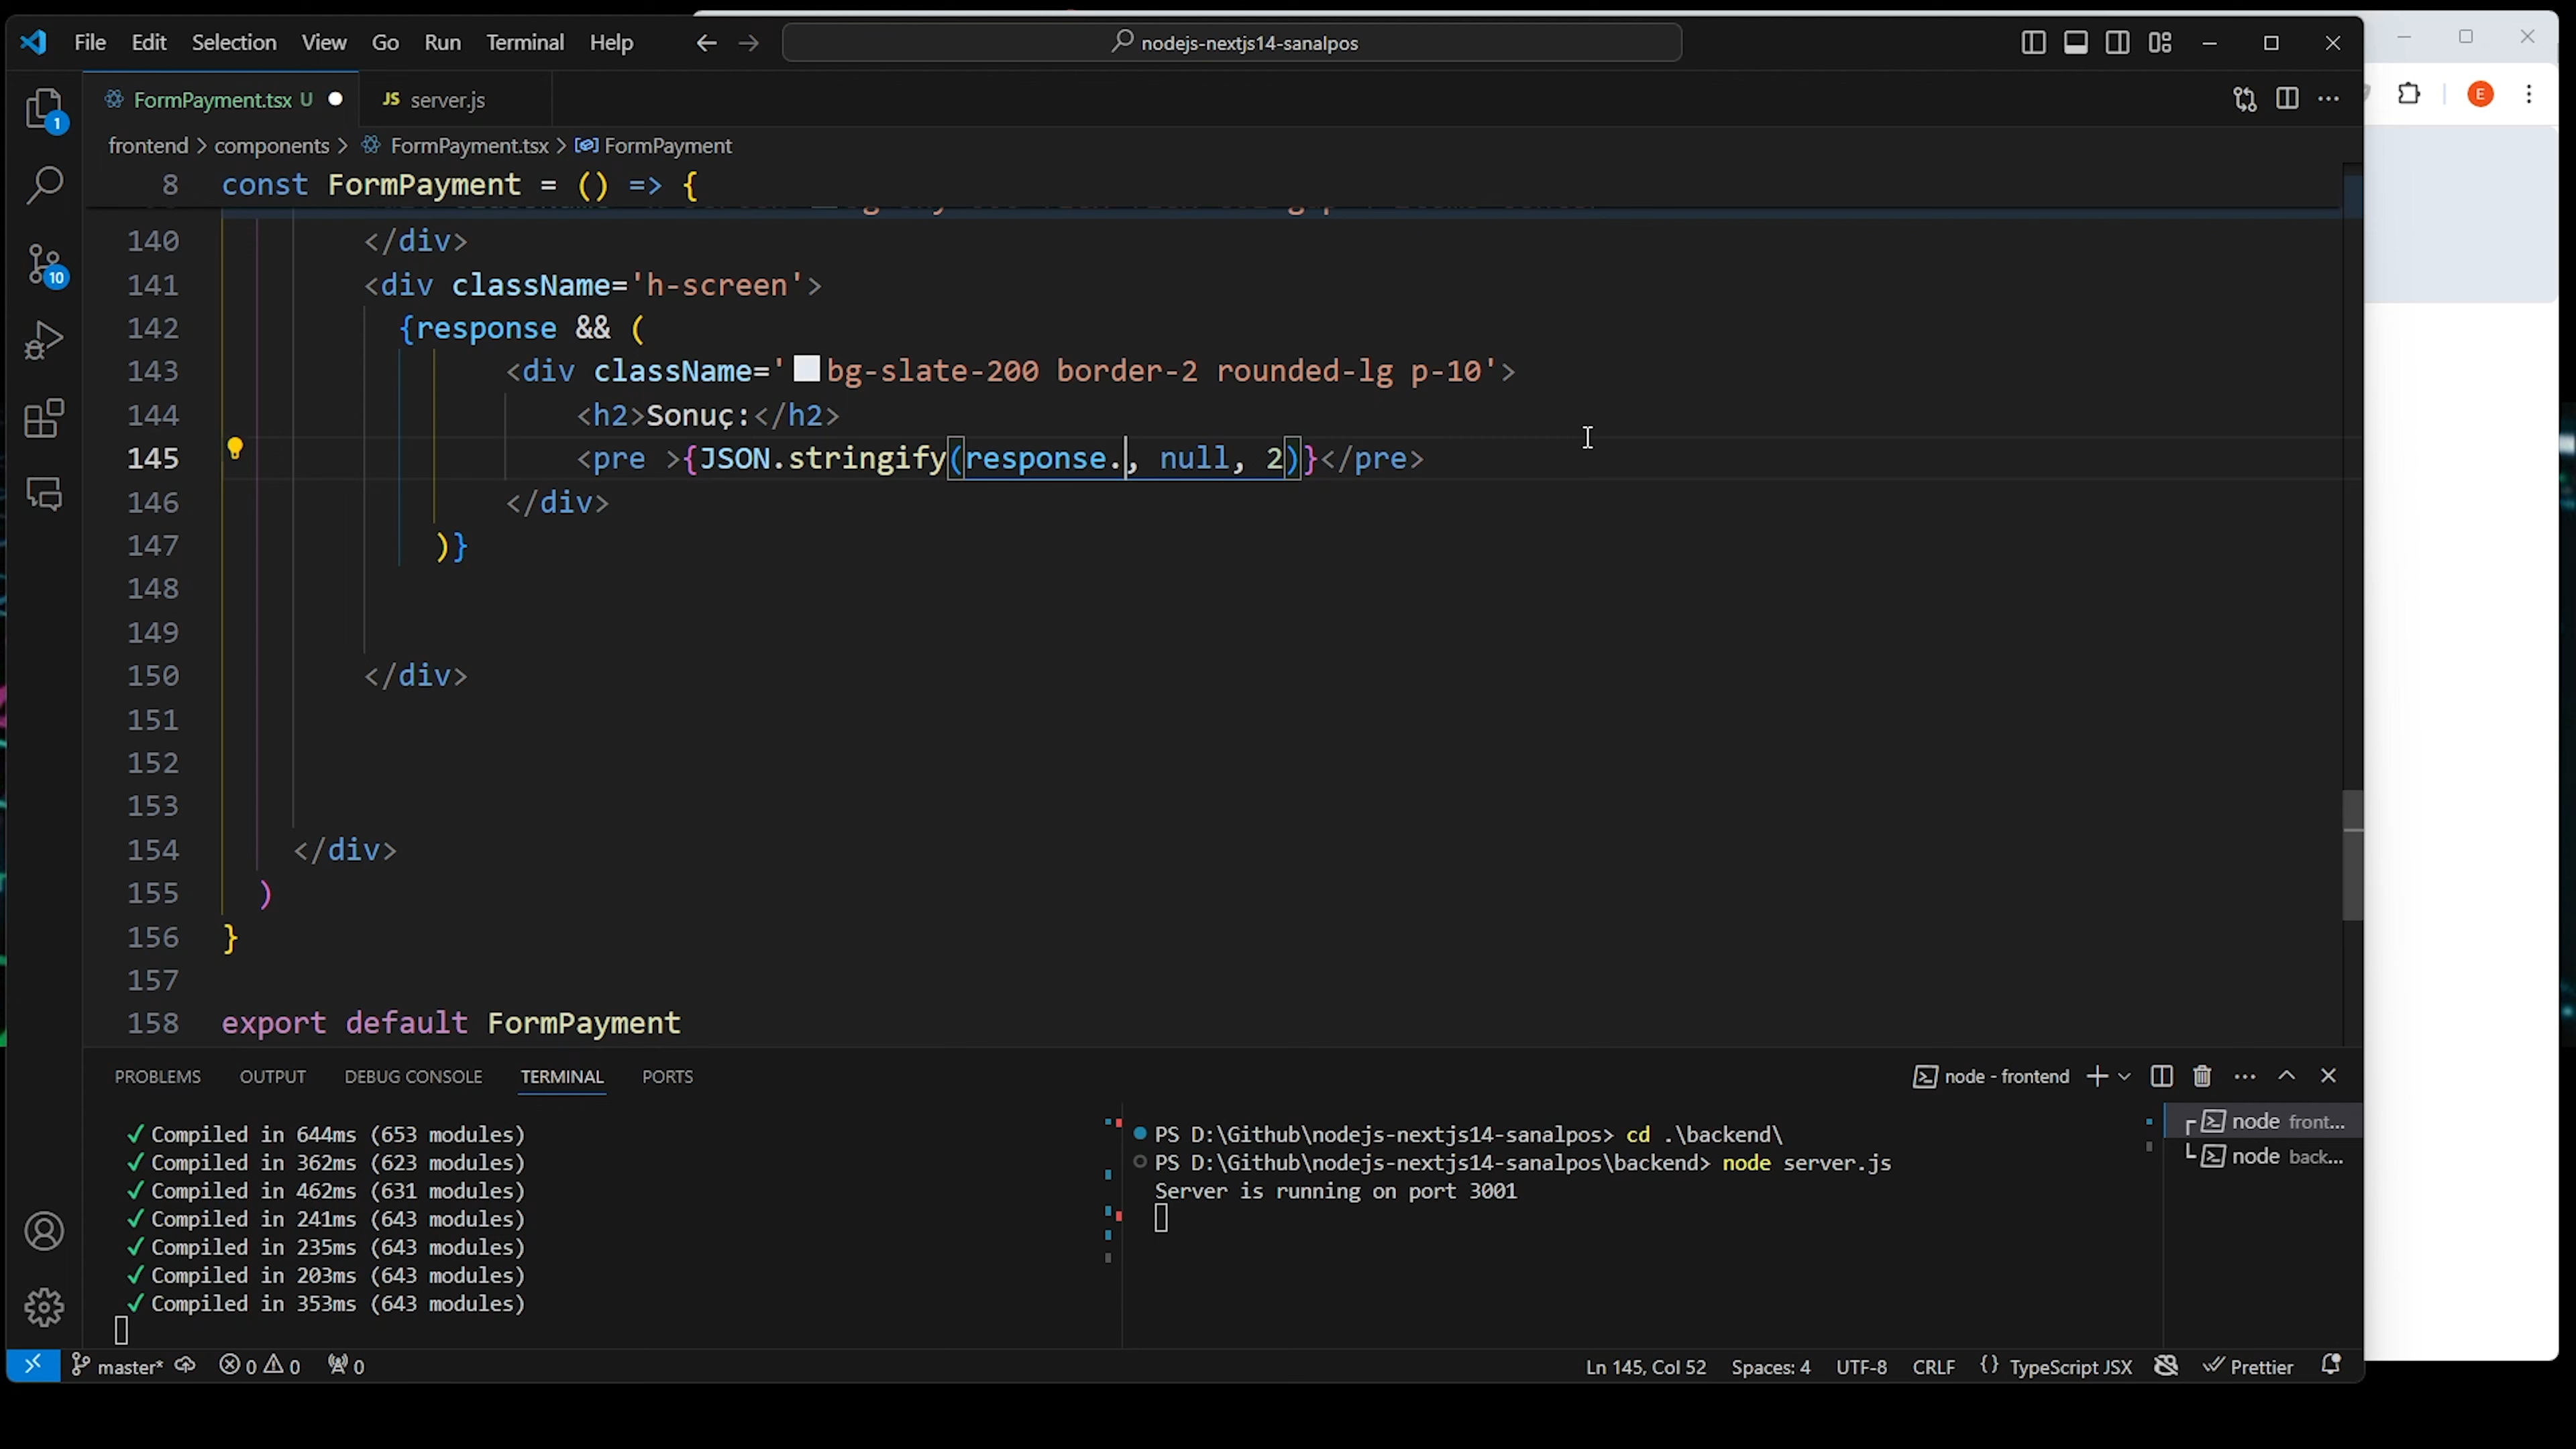 File Edit Selection View Go Run Terminal Help
nodejs-nextjs14-sanalpos
E
FormPayment.tsx U
JS server.js
frontend > components > FormPayment.tsx > FormPayment
8 const FormPayment = () => {
140 </div>
141 <div className='h-screen'>
142 {response && (
143 <div className='bg-slate-200 border-2 rounded-lg p-10'>
144 <h2>Sonuç:</h2>
145 <pre >{JSON.stringify(response., null, 2)}</pre>
146 </div>
147 )}
148
149
150 </div>
151
152
153
154 </div>
155 )
156 }
157
158 export default FormPayment
1
10
PROBLEMS OUTPUT DEBUG CONSOLE TERMINAL PORTS
node - frontend
✓ Compiled in 644ms (653 modules)
✓ Compiled in 362ms (623 modules)
✓ Compiled in 462ms (631 modules)
✓ Compiled in 241ms (643 modules)
✓ Compiled in 235ms (643 modules)
✓ Compiled in 203ms (643 modules)
✓ Compiled in 353ms (643 modules)
PS D:\Github\nodejs-nextjs14-sanalpos> cd .\backend\
PS D:\Github\nodejs-nextjs14-sanalpos\backend> node server.js
Server is running on port 3001
node front...
node back...
master* 0 0 0
Ln 145, Col 52 Spaces: 4 UTF-8 CRLF {} TypeScript JSX Prettier